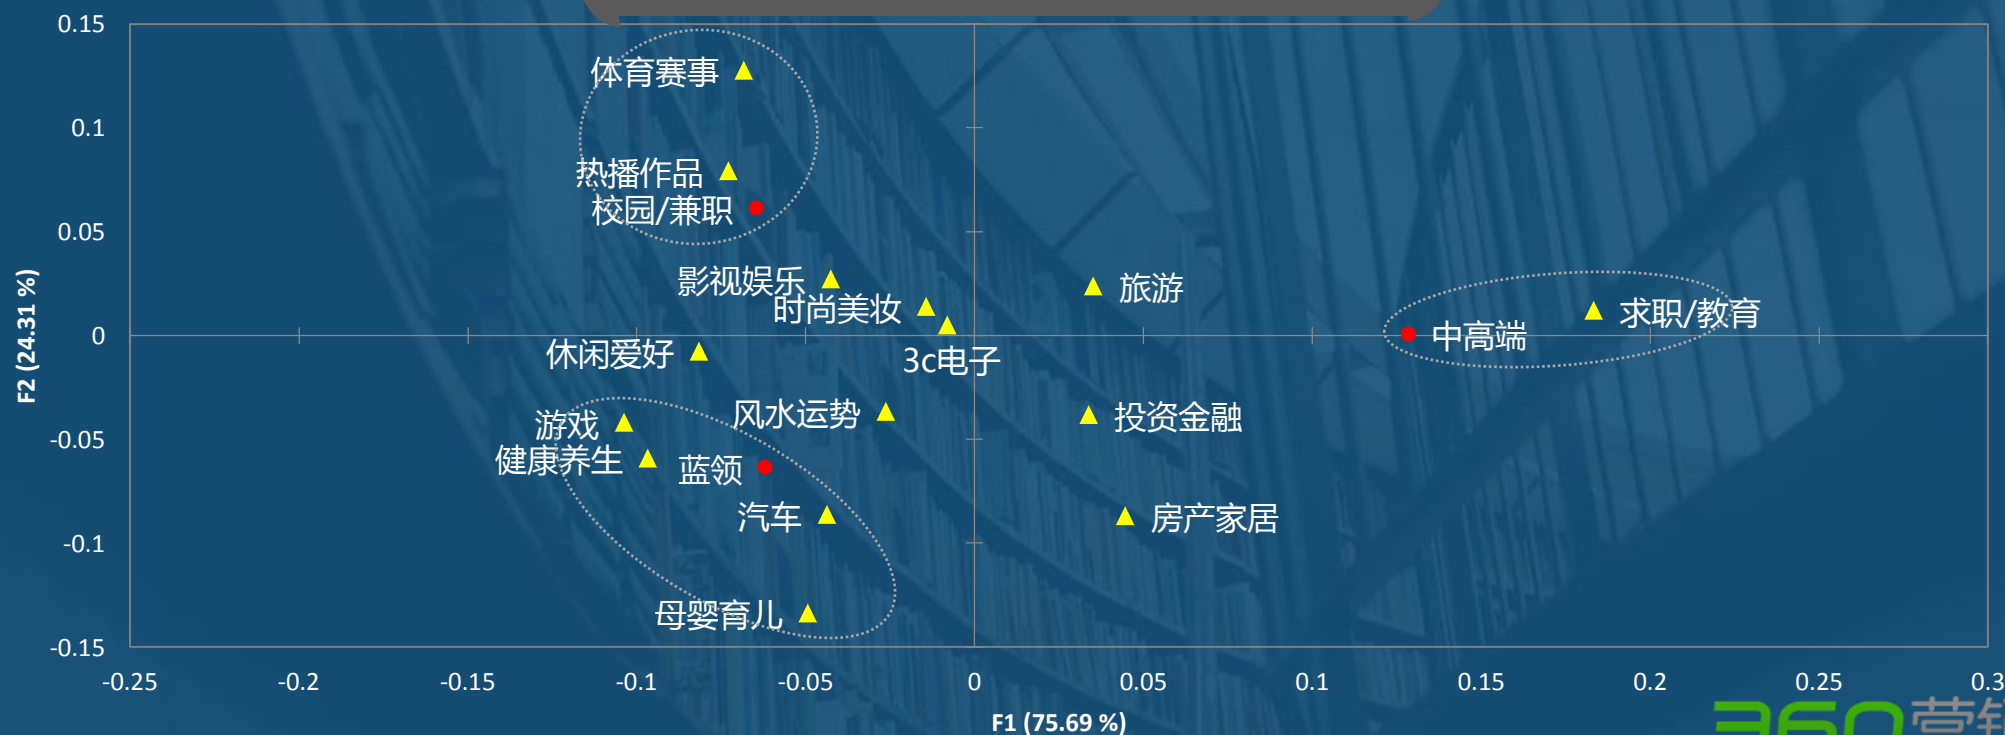 0.15
体育赛事
0.1
热播作品
校园/兼职
0.05
影视娱乐
旅游
时尚美妆
求职/教育
0
中高端
休闲爱好
3c电子
F2 (24.31 %)
游戏
风水运势
投资金融
-0.05
健康养生
蓝领
汽车
房产家居
-0.1
母婴育儿
-0.15
-0.25 -0.2 -0.15 -0.1 -0.05 0 0.05 0.1 0.15 0.2 0.25 0.3
F1 (75.69 %)
360营